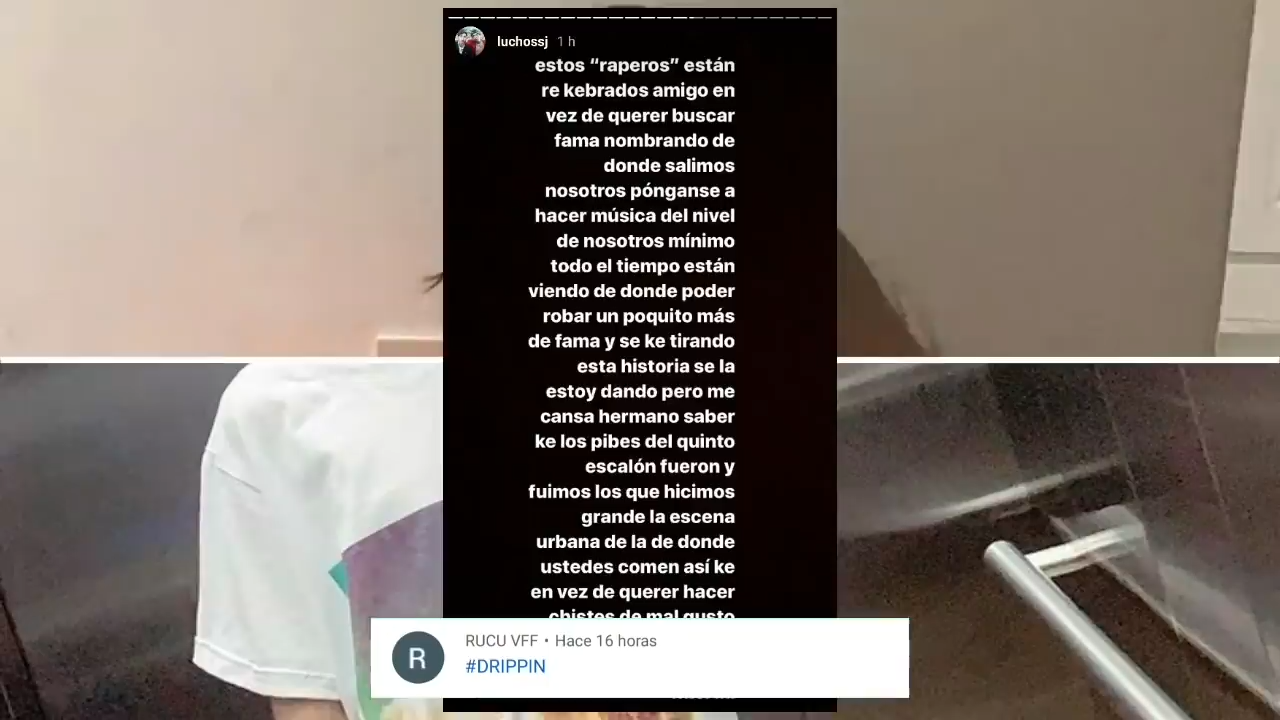 luchossj 1 h
estos “raperos” están
re kebrados amigo en
vez de querer buscar
fama nombrando de
donde salimos
nosotros pónganse a
hacer música del nivel
de nosotros mínimo
todo el tiempo están
viendo de donde poder
robar un poquito más
de fama y se ke tirando
esta historia se la
estoy dando pero me
cansa hermano saber
ke los pibes del quinto
escalón fueron y
fuimos los que hicimos
grande la escena
urbana de la de donde
ustedes comen así ke
en vez de querer hacer
chistes de mal gusto
R
RUCU VFF • Hace 16 horas
#DRIPPIN